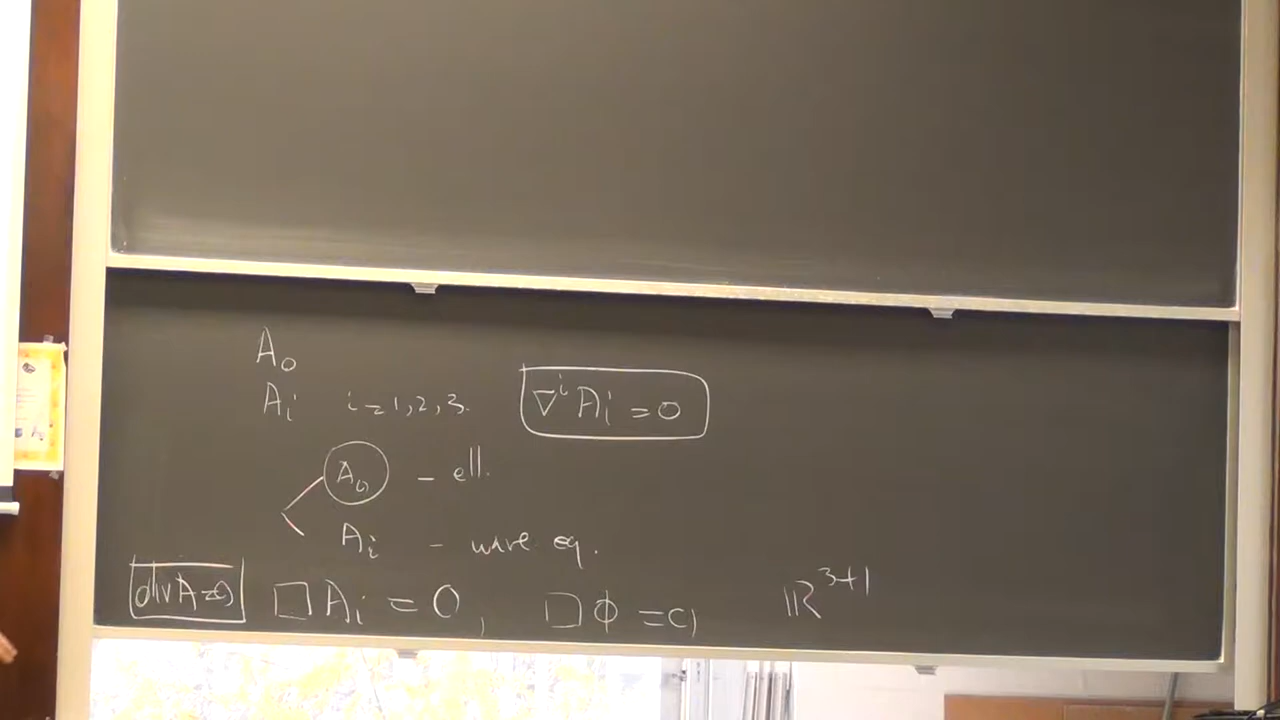 A₀
Aᵢ i=1,2,3. ∇ⁱAᵢ = 0
A₀ – ell.
Aᵢ – wave eq.
div A=0 □Aᵢ = 0, □ϕ = 0, ℝ³⁺¹